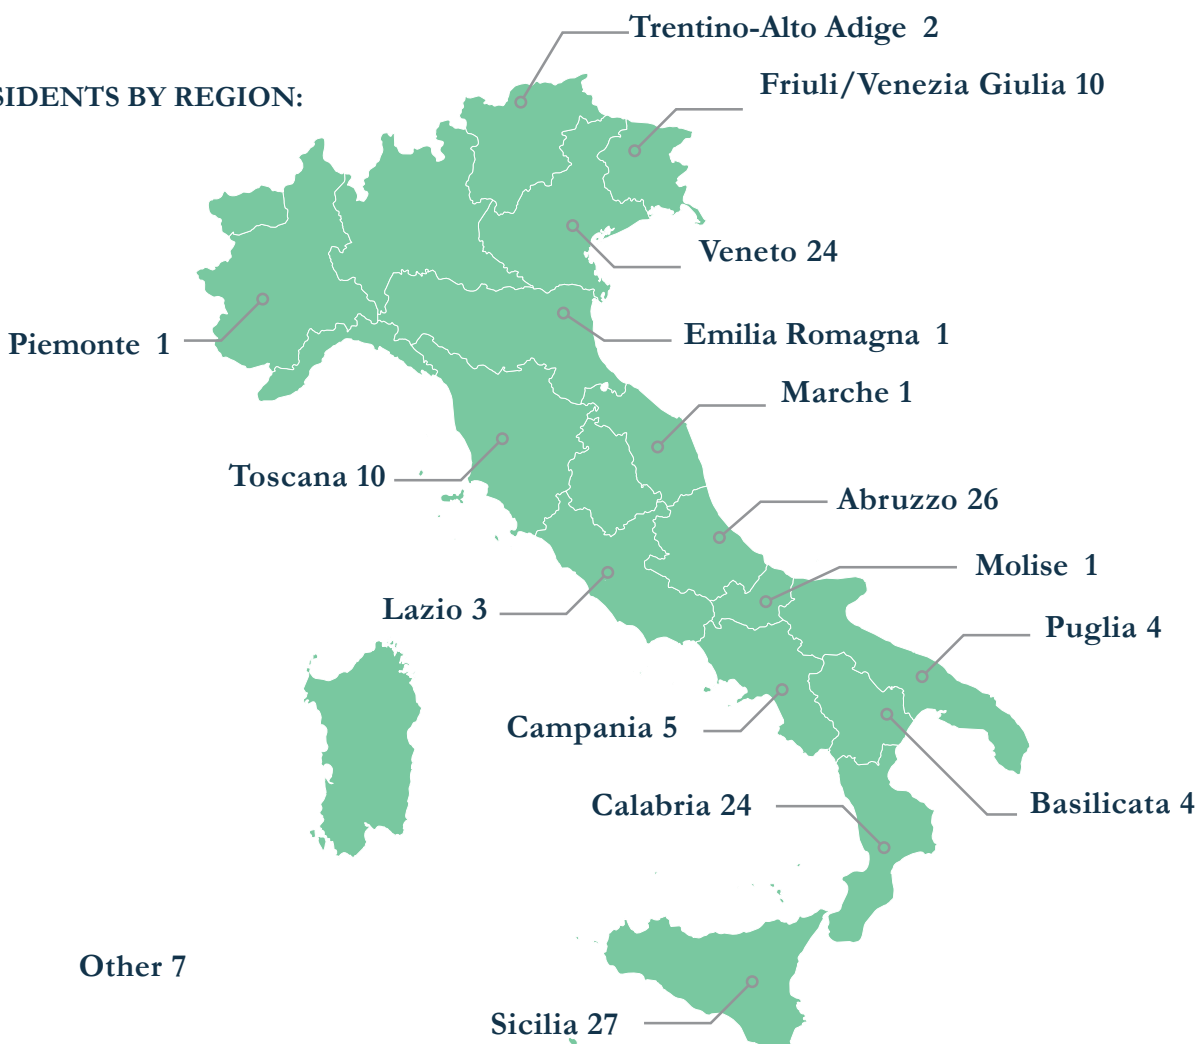 Trentino-Alto Adige 2
Friuli/Venezia Giulia 10
SIDENTS BY REGION:
Veneto 24
Emilia Romagna 1
Piemonte 1
Marche 1
Toscana 10
Abruzzo 26
Molise 1
Lazio 3
Puglia 4
Campania 5
Basilicata 4
Calabria 24
Other 7
Sicilia 27